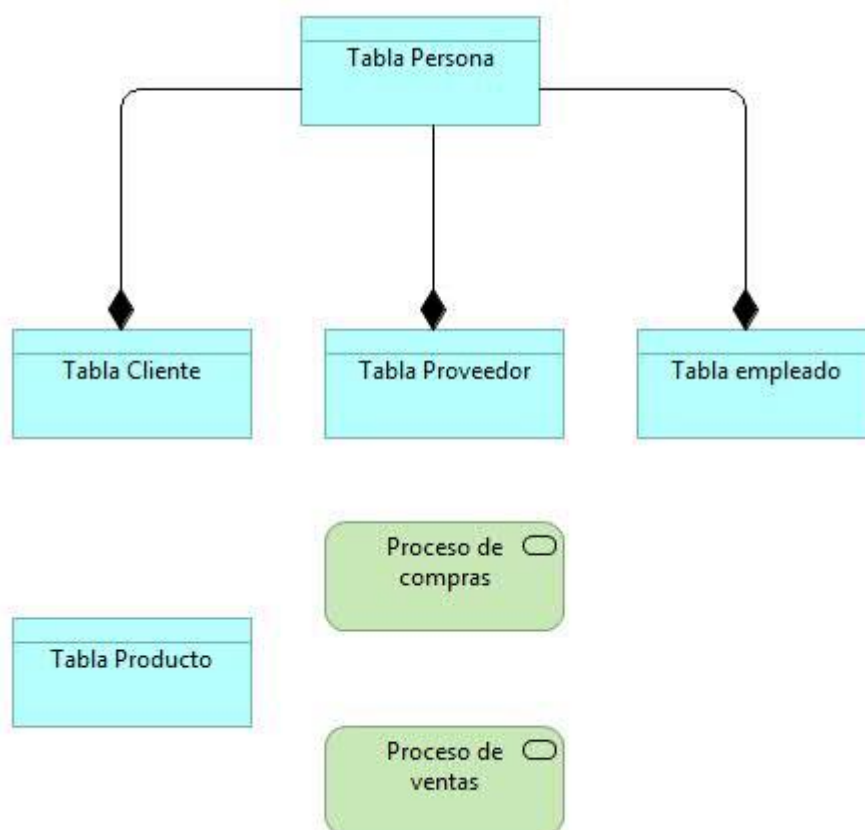 Tabla Persona
Tabla Cliente
Tabla Proveedor
Tabla empleado
Proceso de
compras
Tabla Producto
Proceso de
ventas